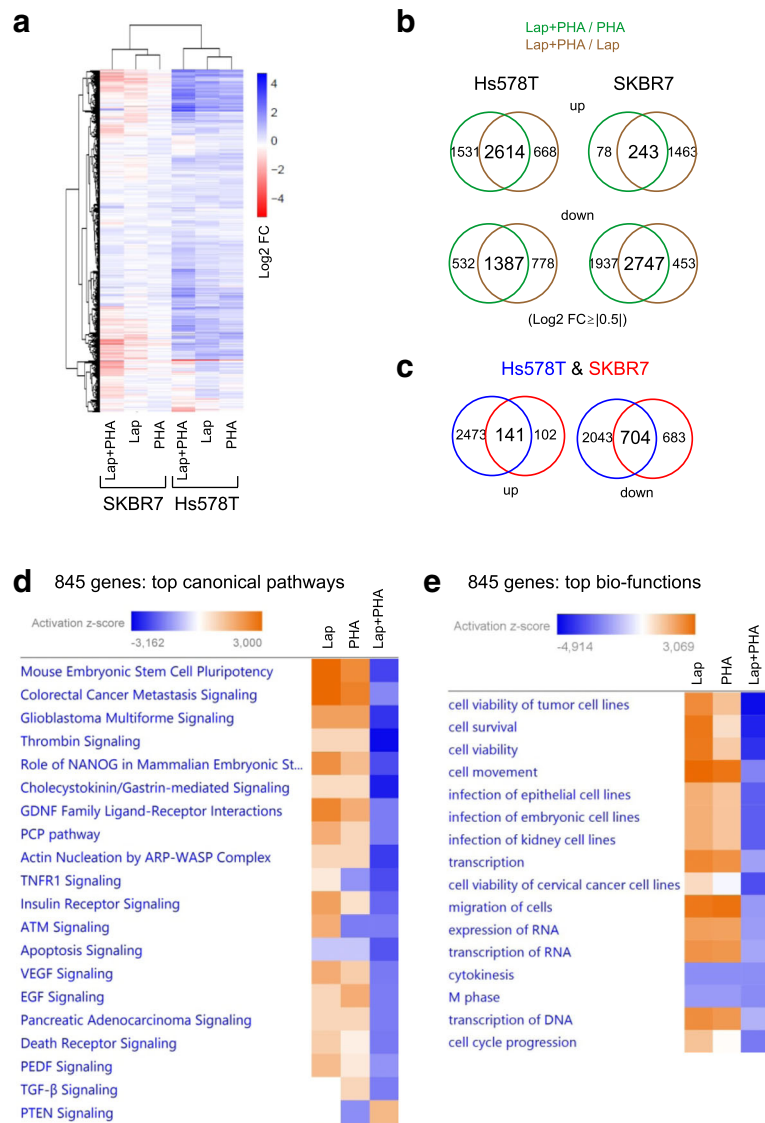 a
4
2
0
−2
−4
Log2 FC
Lap+PHA
Lap
PHA
Lap+PHA
Lap
PHA
SKBR7
Hs578T
b
Lap+PHA / PHA
Lap+PHA / Lap
Hs578T
SKBR7
up
1531 2614 668
78 243 1463
down
532 1387 778
1937 2747 453
(Log2 FC≥|0.5|)
c
Hs578T & SKBR7
2473 141 102
2043 704 683
up
down
d
845 genes: top canonical pathways
Activation z-score
-3,162 3,000
Lap
PHA
Lap+PHA
Mouse Embryonic Stem Cell Pluripotency
Colorectal Cancer Metastasis Signaling
Glioblastoma Multiforme Signaling
Thrombin Signaling
Role of NANOG in Mammalian Embryonic St...
Cholecystokinin/Gastrin-mediated Signaling
GDNF Family Ligand-Receptor Interactions
PCP pathway
Actin Nucleation by ARP-WASP Complex
TNFR1 Signaling
Insulin Receptor Signaling
ATM Signaling
Apoptosis Signaling
VEGF Signaling
EGF Signaling
Pancreatic Adenocarcinoma Signaling
Death Receptor Signaling
PEDF Signaling
TGF-β Signaling
PTEN Signaling
e
845 genes: top bio-functions
Activation z-score
-4,914 3,069
Lap
PHA
Lap+PHA
cell viability of tumor cell lines
cell survival
cell viability
cell movement
infection of epithelial cell lines
infection of embryonic cell lines
infection of kidney cell lines
transcription
cell viability of cervical cancer cell lines
migration of cells
expression of RNA
transcription of RNA
cytokinesis
M phase
transcription of DNA
cell cycle progression